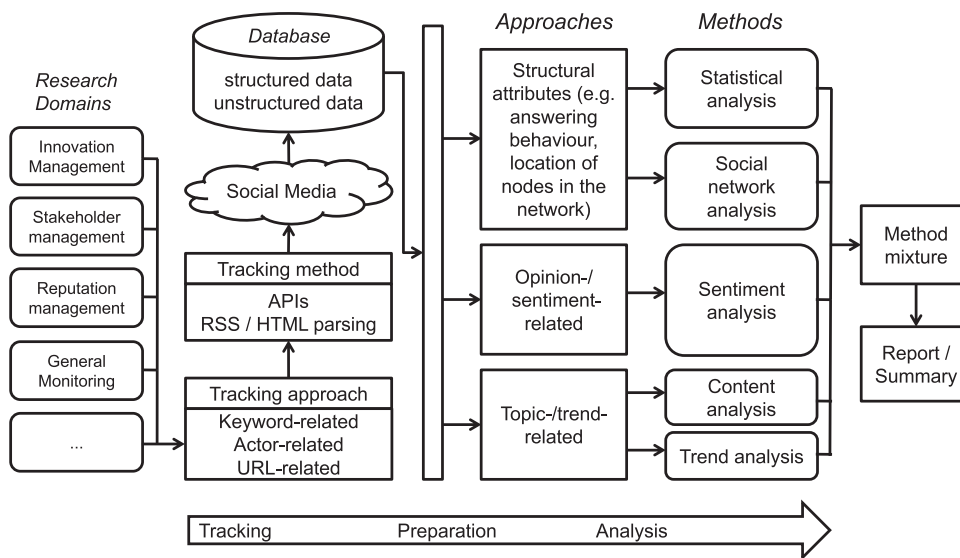 Research
Domains
Innovation
Management
Stakeholder
management
Reputation
management
General
Monitoring
...
Database
structured data
unstructured data
Social Media
Tracking method
APIs
RSS / HTML parsing
Tracking approach
Keyword-related
Actor-related
URL-related
Approaches
Structural
attributes (e.g.
answering
behaviour,
location of
nodes in the
network)
Opinion-/
sentiment-
related
Topic-/trend-
related
Methods
Statistical
analysis
Social
network
analysis
Sentiment
analysis
Content
analysis
Trend analysis
Method
mixture
Report /
Summary
Tracking Preparation Analysis